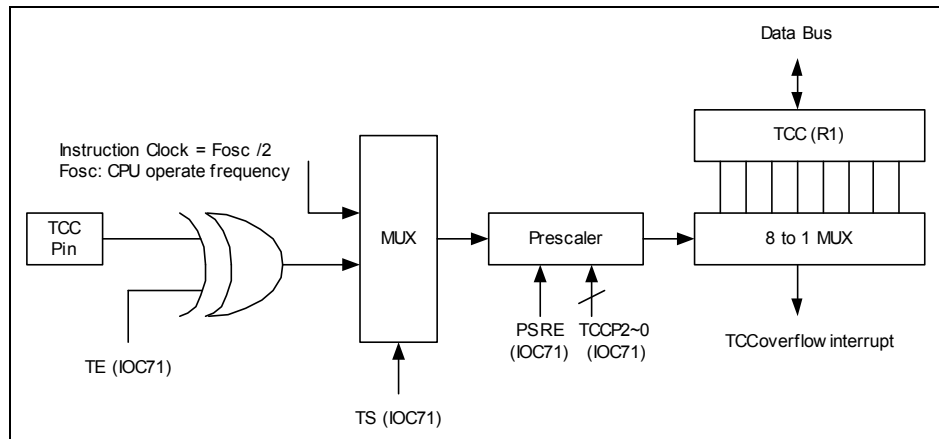 Data Bus
TCC (R1)
Instruction Clock = Fosc /2
Fosc: CPU operate frequency
TCC
Pin
MUX
Prescaler
8 to 1 MUX
PSRE
(IOC71)
TCCP2~0
(IOC71)
TCCoverflow interrupt
TE (IOC71)
TS (IOC71)